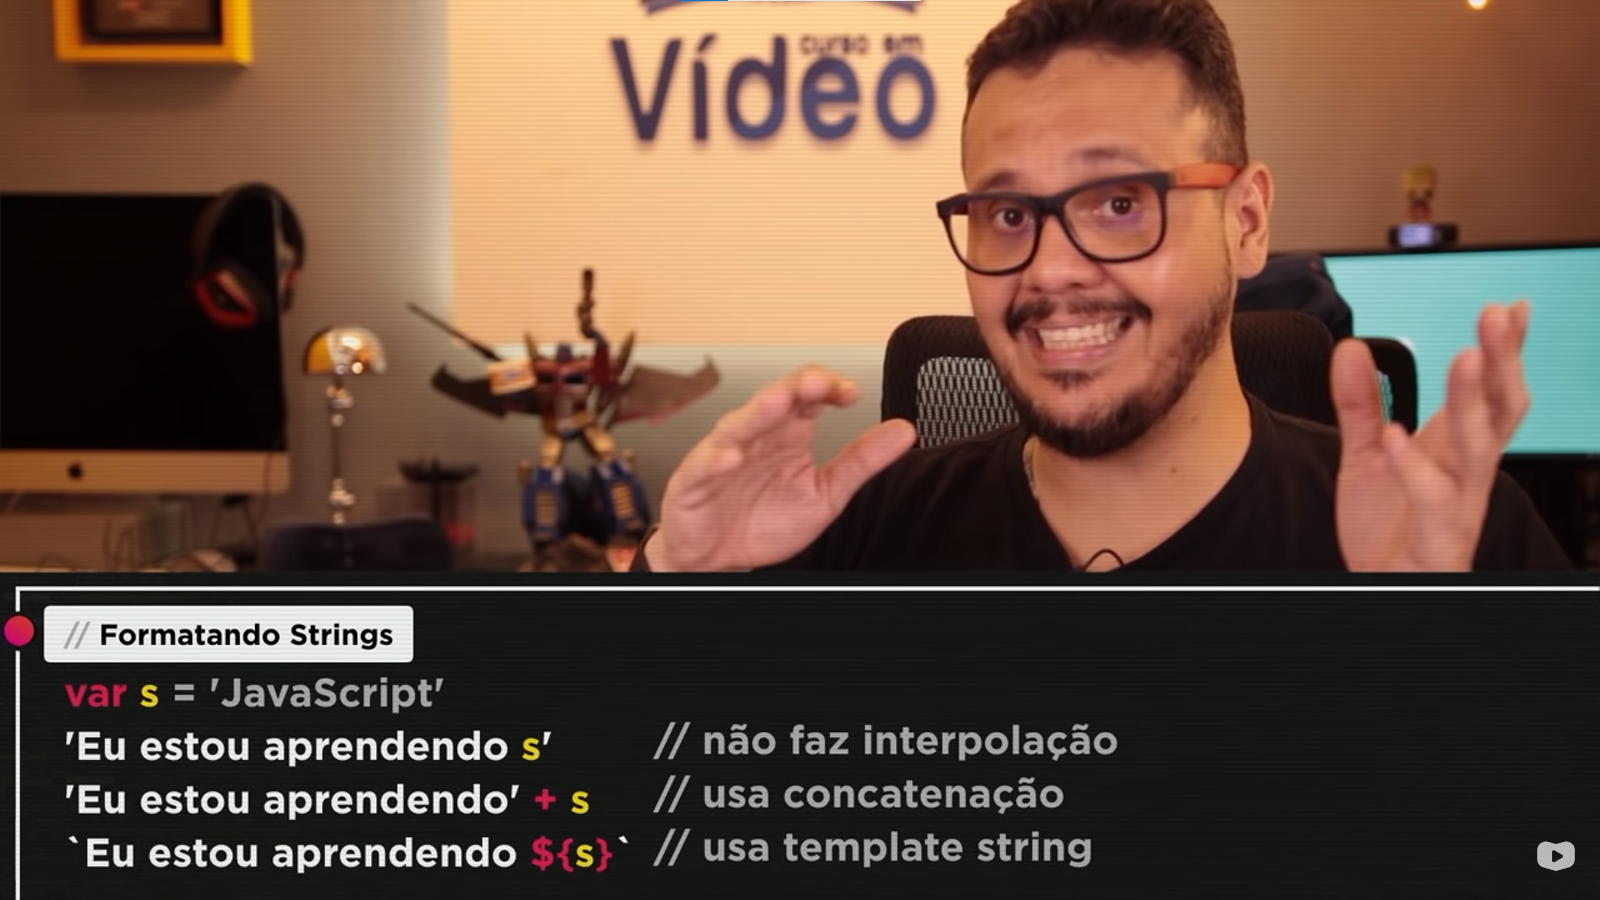 curso em
Vídeo
// Formatando Strings
var s = 'JavaScript'
'Eu estou aprendendo s' // não faz interpolação
'Eu estou aprendendo' + s // usa concatenação
`Eu estou aprendendo ${s}` // usa template string